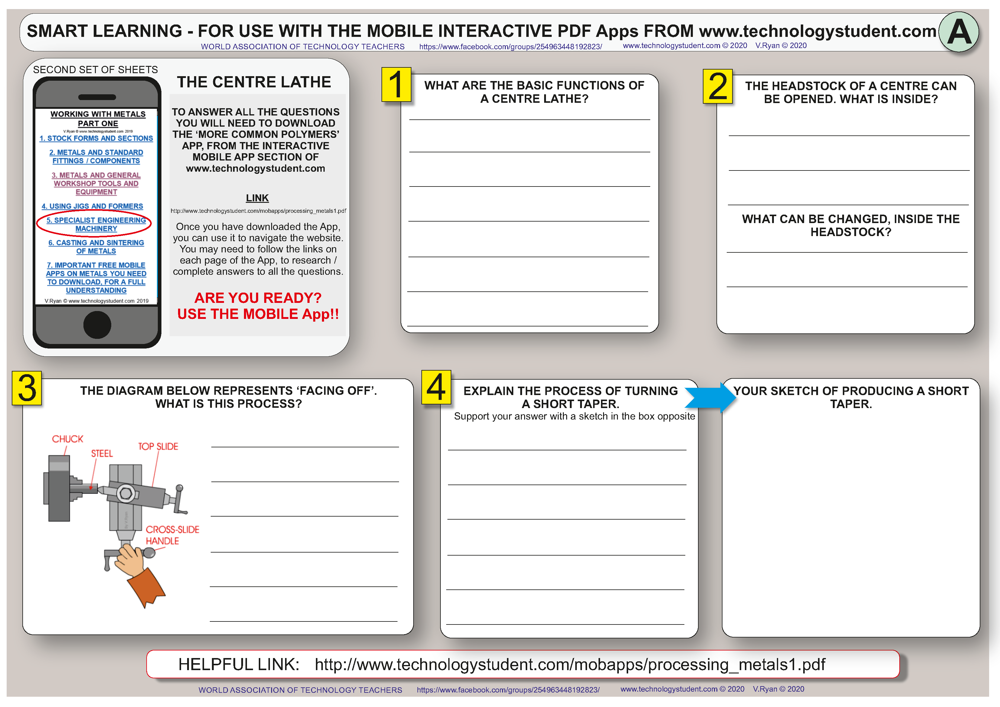 SMART LEARNING - FOR USE WITH THE MOBILE INTERACTIVE PDF Apps FROM www.technologystudent.com
A
WORLD ASSOCIATION OF TECHNOLOGY TEACHERS https://www.facebook.com/groups/254963448192823/ www.technologystudent.com © 2020 V.Ryan © 2020
SECOND SET OF SHEETS
WORKING WITH METALS
PART ONE
V.Ryan © www.technologystudent.com 2019
1. STOCK FORMS AND SECTIONS
2. METALS AND STANDARD
FITTINGS / COMPONENTS
3. METALS AND GENERAL
WORKSHOP TOOLS AND
EQUIPMENT
4. USING JIGS AND FORMERS
5. SPECIALIST ENGINEERING
MACHINERY
6. CASTING AND SINTERING
OF METALS
7. IMPORTANT FREE MOBILE
APPS ON METALS YOU NEED
TO DOWNLOAD, FOR A FULL
UNDERSTANDING
V.Ryan © www.technologystudent.com 2019
THE CENTRE LATHE
TO ANSWER ALL THE QUESTIONS
YOU WILL NEED TO DOWNLOAD
THE ‘MORE COMMON POLYMERS’
APP, FROM THE INTERACTIVE
MOBILE APP SECTION OF
www.technologystudent.com
LINK
http://www.technologystudent.com/mobapps/processing_metals1.pdf
Once you have downloaded the App,
you can use it to navigate the website.
You may need to follow the links on
each page of the App, to research /
complete answers to all the questions.
ARE YOU READY?
USE THE MOBILE App!!
1
WHAT ARE THE BASIC FUNCTIONS OF
A CENTRE LATHE?
2
THE HEADSTOCK OF A CENTRE CAN
BE OPENED. WHAT IS INSIDE?
WHAT CAN BE CHANGED, INSIDE THE
HEADSTOCK?
3
THE DIAGRAM BELOW REPRESENTS ‘FACING OFF’.
WHAT IS THIS PROCESS?
CHUCK
STEEL
TOP SLIDE
By V.Ryan
CROSS-SLIDE
HANDLE
4
EXPLAIN THE PROCESS OF TURNING
A SHORT TAPER.
Support your answer with a sketch in the box opposite
YOUR SKETCH OF PRODUCING A SHORT
TAPER.
HELPFUL LINK: http://www.technologystudent.com/mobapps/processing_metals1.pdf
WORLD ASSOCIATION OF TECHNOLOGY TEACHERS https://www.facebook.com/groups/254963448192823/ www.technologystudent.com © 2020 V.Ryan © 2020